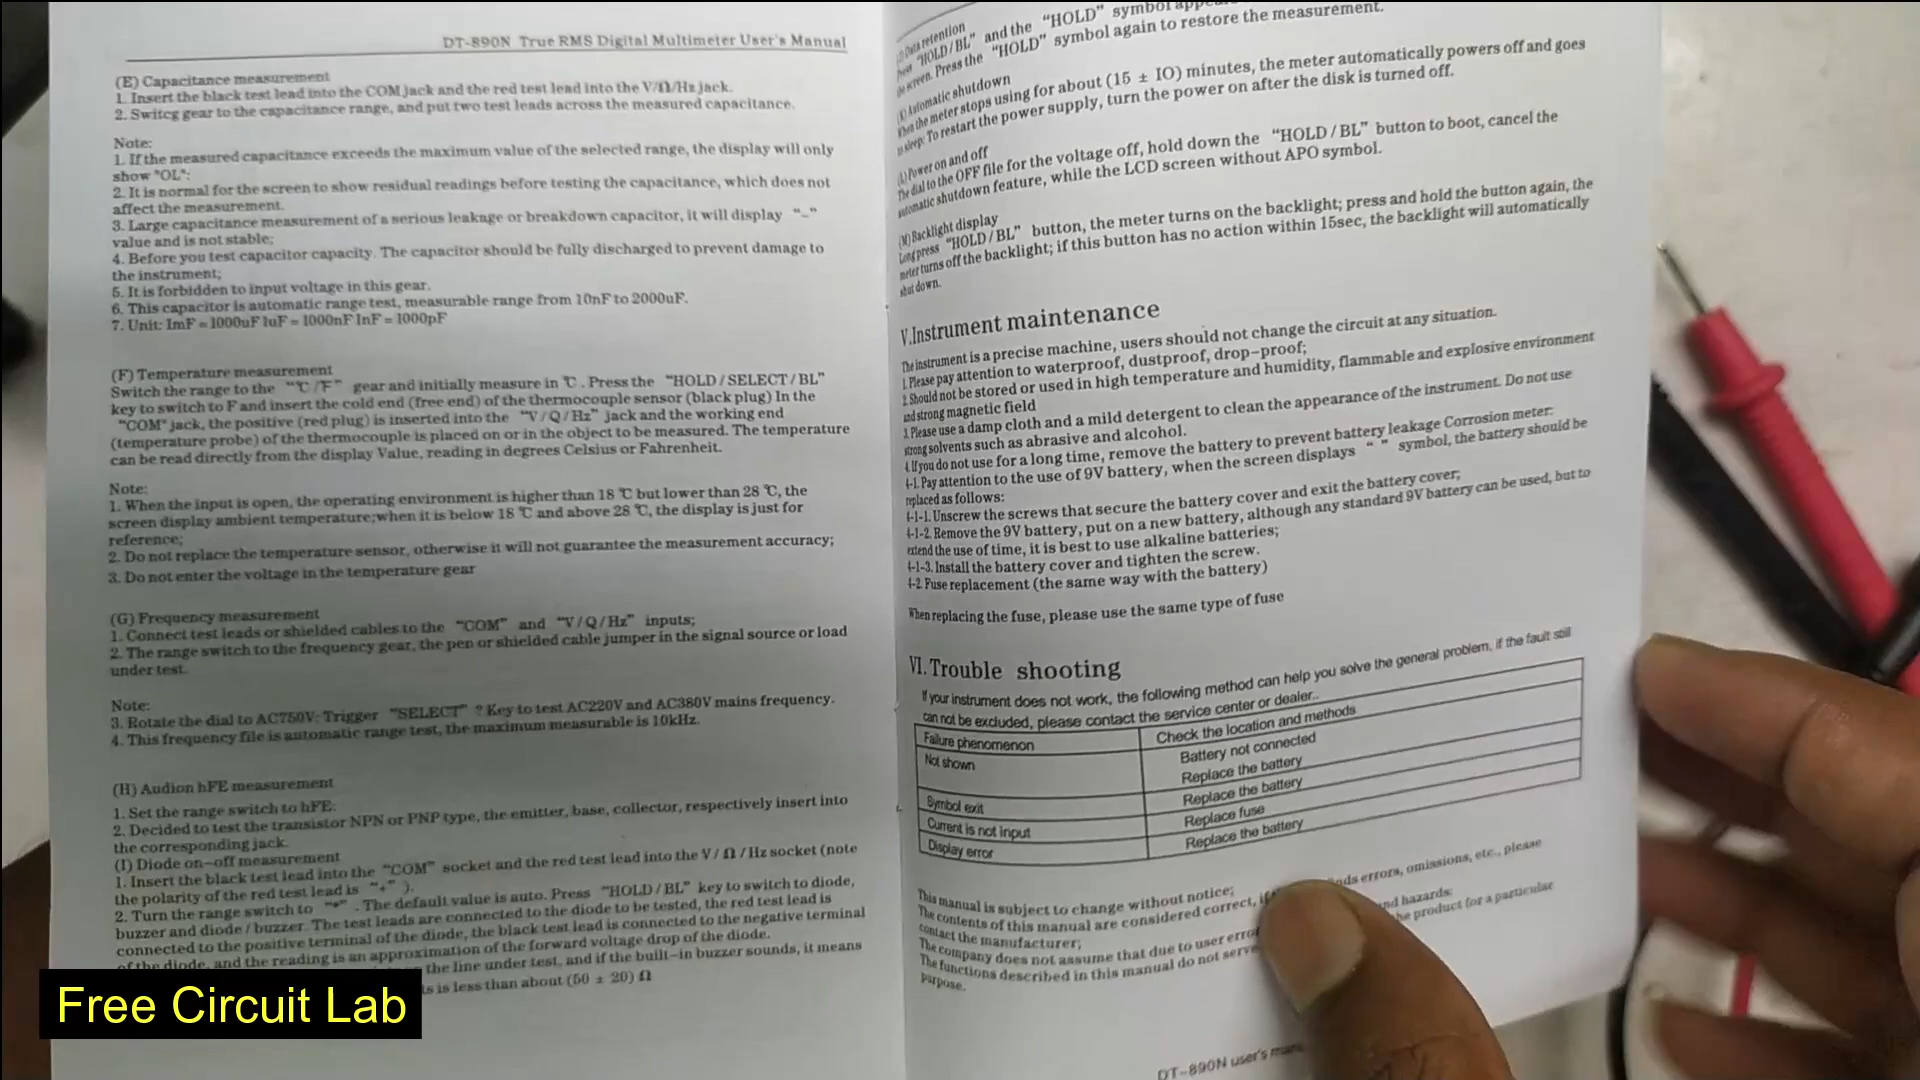 DT-890N True RMS Digital Multimeter User's Manual
(E) Capacitance measurement
1. Insert the black test lead into the COM jack and the red test lead into the V/Ω/Hz jack.
2. Switcg gear to the capacitance range, and put two test leads across the measured capacitance.
Note:
1. If the measured capacitance exceeds the maximum value of the selected range, the display will only
show "OL";
2. It is normal for the screen to show residual readings before testing the capacitance, which does not
affect the measurement.
3. Large capacitance measurement of a serious leakage or breakdown capacitor, it will display “_”
value and is not stable;
4. Before you test capacitor capacity. The capacitor should be fully discharged to prevent damage to
the instrument;
5. It is forbidden to input voltage in this gear.
6. This capacitor is automatic range test, measurable range from 10nF to 2000uF.
7. Unit: 1mF = 1000uF 1uF = 1000nF 1nF = 1000pF
(F) Temperature measurement
Switch the range to the “℃/℉” gear and initially measure in ℃. Press the “HOLD/SELECT/BL”
key to switch to F and insert the cold end (free end) of the thermocouple sensor (black plug) In the
"COM" jack, the positive (red plug) is inserted into the “V/Q/Hz” jack and the working end
(temperature probe) of the thermocouple is placed on or in the object to be measured. The temperature
can be read directly from the display Value, reading in degrees Celsius or Fahrenheit.
Note:
1. When the input is open, the operating environment is higher than 18 ℃ but lower than 28 ℃, the
screen display ambient temperature;when it is below 18 ℃ and above 28 ℃, the display is just for
reference;
2. Do not replace the temperature sensor, otherwise it will not guarantee the measurement accuracy;
3. Do not enter the voltage in the temperature gear
(G) Frequency measurement
1. Connect test leads or shielded cables to the “COM” and “V/Q/Hz” inputs;
2. The range switch to the frequency gear, the pen or shielded cable jumper in the signal source or load
under test.
Note:
3. Rotate the dial to AC750V: Trigger “SELECT” ? Key to test AC220V and AC380V mains frequency.
4. This frequency file is automatic range test, the maximum measurable is 10kHz.
(H) Audion hFE measurement
1. Set the range switch to hFE:
2. Decided to test the transistor NPN or PNP type, the emitter, base, collector, respectively insert into
the corresponding jack.
(I) Diode on-off measurement
1. Insert the black test lead into the “COM” socket and the red test lead into the V/Ω/Hz socket (note
the polarity of the red test lead is “+” ).
2. Turn the range switch to . The default value is auto. Press “HOLD/BL” key to switch to diode,
buzzer and diode / buzzer. The test leads are connected to the diode to be tested, the red test lead is
connected to the positive terminal of the diode, the black test lead is connected to the negative terminal
of the diode, and the reading is an approximation of the forward voltage drop of the diode.
the line under test, and if the built-in buzzer sounds, it means
is less than about (50 ± 20) Ω
Free Circuit Lab
Data retention
"HOLD/BL" and the “HOLD” symbol
the screen. Press the “HOLD” symbol again to restore the measurement.
(K) Automatic shutdown
When the meter stops using for about (15 ± IO) minutes, the meter automatically powers off and goes
to sleep: To restart the power supply, turn the power on after the disk is turned off.
(L) Power on and off
The dial to the OFF file for the voltage off, hold down the “HOLD/BL” button to boot, cancel the
automatic shutdown feature, while the LCD screen without APO symbol.
(M) Backlight display
Long press “HOLD/BL” button, the meter turns on the backlight; press and hold the button again, the
meter turns off the backlight; if this button has no action within 15sec, the backlight will automatically
shut down.
V.Instrument maintenance
The instrument is a precise machine, users should not change the circuit at any situation.
1. Please pay attention to waterproof, dustproof, drop-proof;
2. Should not be stored or used in high temperature and humidity, flammable and explosive environment
and strong magnetic field
3. Please use a damp cloth and a mild detergent to clean the appearance of the instrument. Do not use
strong solvents such as abrasive and alcohol.
4. If you do not use for a long time, remove the battery to prevent battery leakage Corrosion meter:
4-1. Pay attention to the use of 9V battery, when the screen displays “ ” symbol, the battery should be
replaced as follows:
4-1-1. Unscrew the screws that secure the battery cover and exit the battery cover;
4-1-2. Remove the 9V battery, put on a new battery, although any standard 9V battery can be used, but to
extend the use of time, it is best to use alkaline batteries;
4-1-3. Install the battery cover and tighten the screw.
4-2. Fuse replacement (the same way with the battery)
When replacing the fuse, please use the same type of fuse
VI. Trouble shooting
If your instrument does not work, the following method can help you solve the general problem, if the fault still
can not be excluded, please contact the service center or dealer..
Failure phenomenon Check the location and methods
Not shown Battery not connected
Replace the battery
Symbol exit Replace the battery
Current is not input Replace fuse
Display error Replace the battery
This manual is subject to change without notice;
The contents of this manual are considered correct, errors, omissions, etc., please
contact the manufacturer;
The company does not assume that due to user and hazards:
The functions described in this manual do not serve the product for a particular
purpose.
DT-890N user's